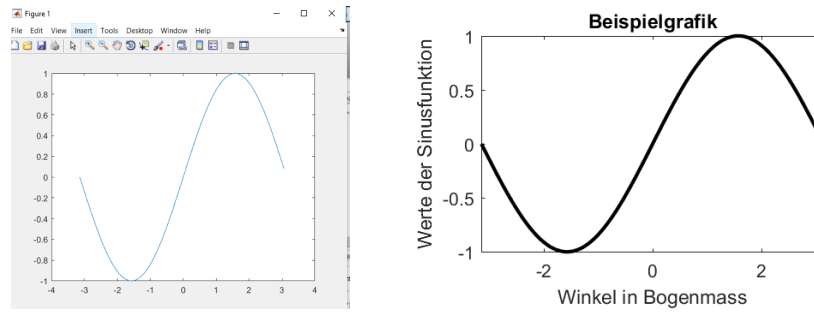 Figure 1
File Edit View Insert Tools Desktop Window Help
1
0.8
0.6
0.4
0.2
0
-0.2
-0.4
-0.6
-0.8
-1
-4 -3 -2 -1 0 1 2 3 4
Beispielgrafik
Werte der Sinusfunktion
1
0.5
0
-0.5
-1
-2 0 2
Winkel in Bogenmass